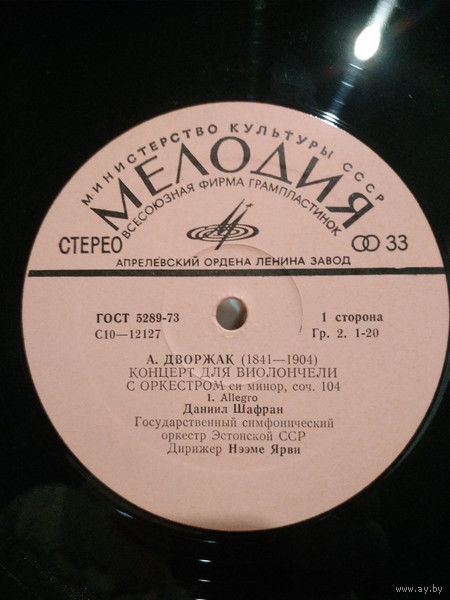 МИНИСТЕРСТВО КУЛЬТУРЫ СССР
МЕЛОДИЯ
ВСЕСОЮЗНАЯ ФИРМА ГРАМПЛАСТИНОК
СТЕРЕО 33
АПРЕЛЕВСКИЙ ОРДЕНА ЛЕНИНА ЗАВОД
ГОСТ 5289-73 1 сторона
С10—12127 Гр. 2. 1-20
А. ДВОРЖАК (1841—1904)
КОНЦЕРТ ДЛЯ ВИОЛОНЧЕЛИ
С ОРКЕСТРОМ си минор, соч. 104
1. Allegro
Даниил Шафран
Государственный симфонический
оркестр Эстонской ССР
Дирижер Нээме Ярви
www.ay.by